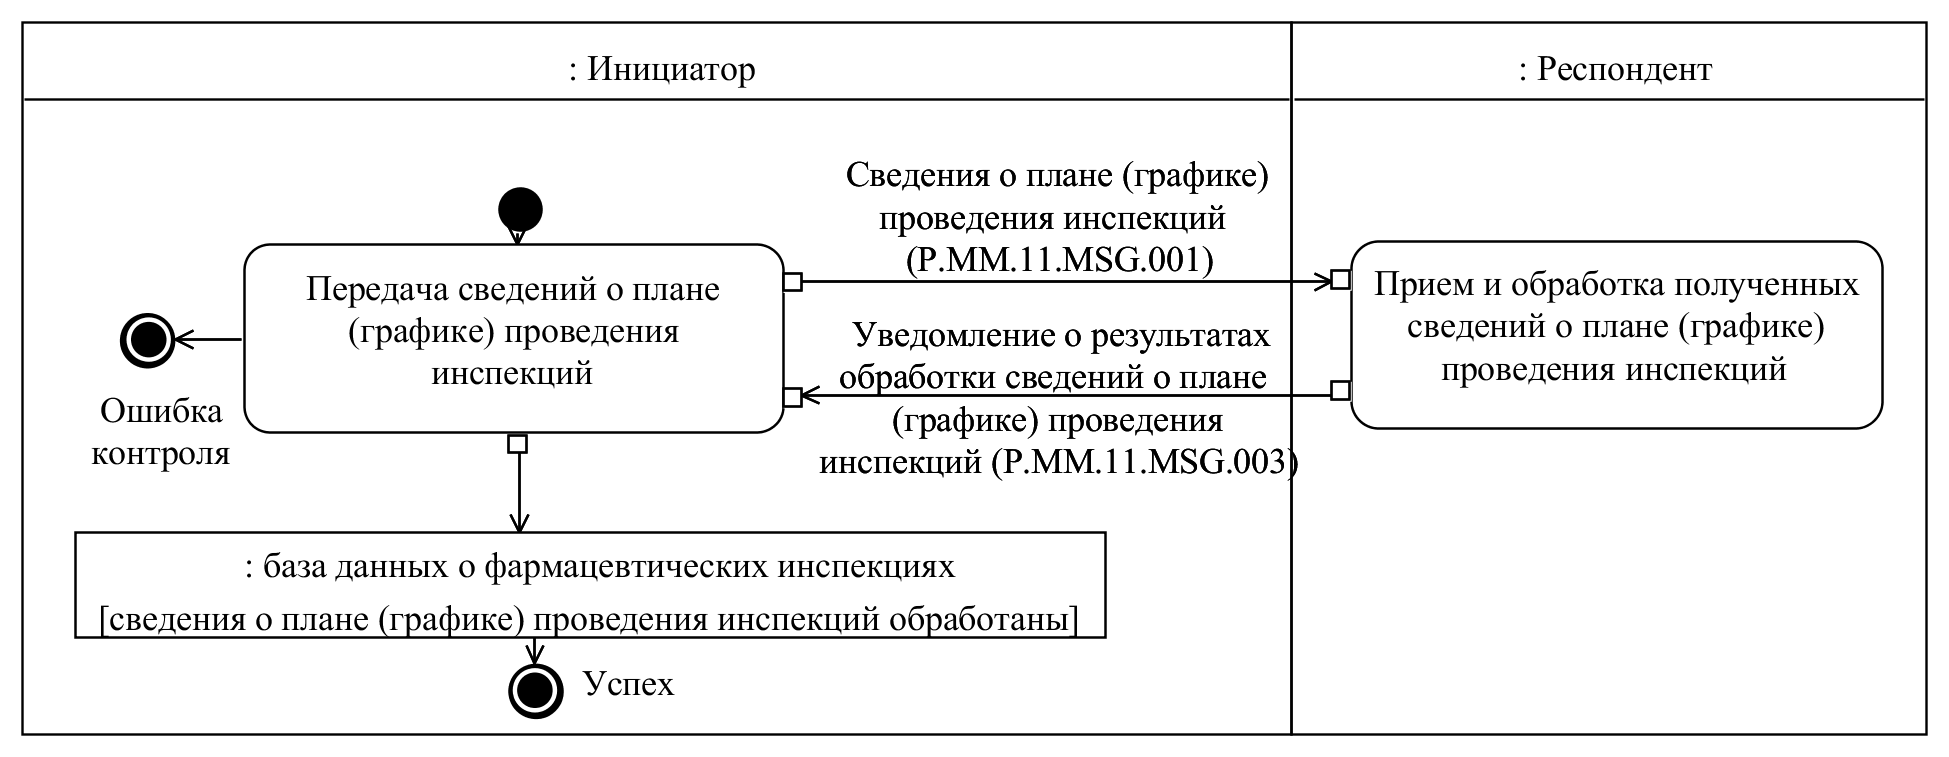 : Инициатор
: Респондент
Сведения о плане (графике)
проведения инспекций
(P.MM.11.MSG.001)
Передача сведений о плане
(графике) проведения
инспекций
Прием и обработка полученных
сведений о плане (графике)
проведения инспекций
Уведомление о результатах
обработки сведений о плане
(графике) проведения
инспекций (P.MM.11.MSG.003)
Ошибка
контроля
: база данных о фармацевтических инспекциях
[сведения о плане (графике) проведения инспекций обработаны]
Успех